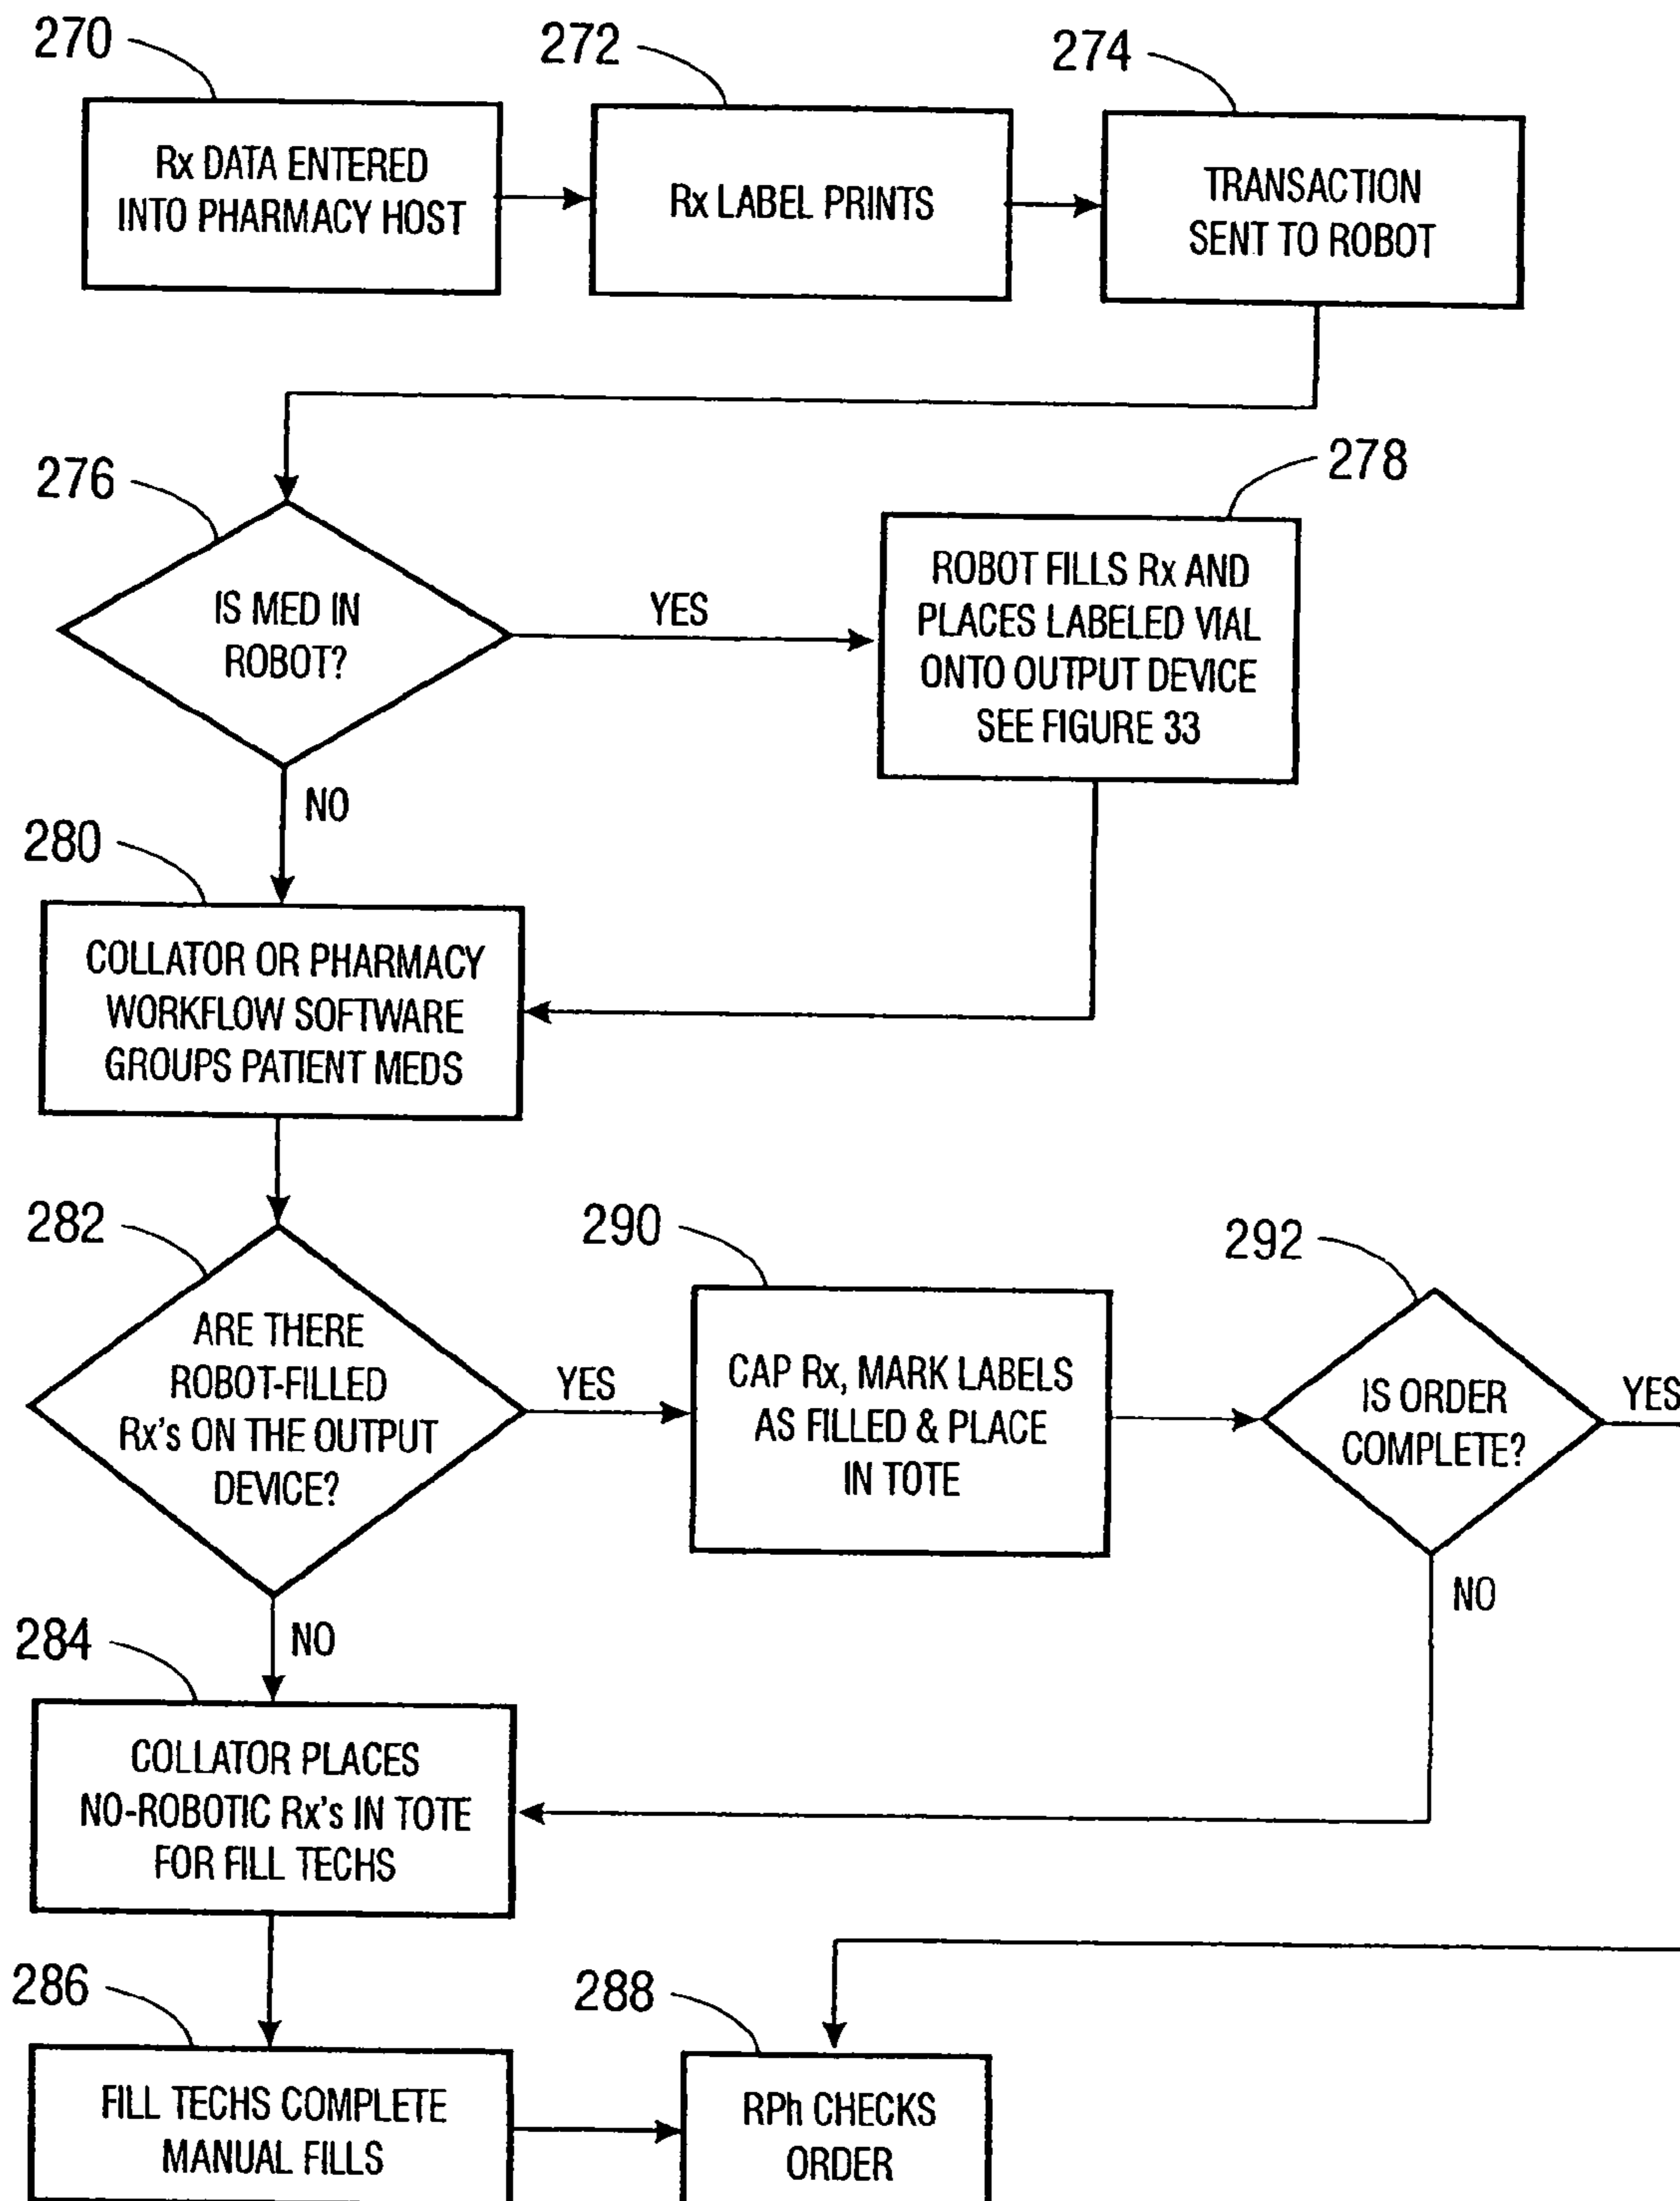 270
272
274
Rx DATA ENTERED
INTO PHARMACY HOST
Rx LABEL PRINTS
TRANSACTION
SENT TO ROBOT
276
278
IS MED IN
ROBOT?
YES
ROBOT FILLS Rx AND
PLACES LABELED VIAL
ONTO OUTPUT DEVICE
SEE FIGURE 33
NO
280
COLLATOR OR PHARMACY
WORKFLOW SOFTWARE
GROUPS PATIENT MEDS
282
290
292
ARE THERE
ROBOT-FILLED
Rx's ON THE OUTPUT
DEVICE?
YES
CAP Rx, MARK LABELS
AS FILLED & PLACE
IN TOTE
IS ORDER
COMPLETE?
YES
NO
NO
284
COLLATOR PLACES
NO-ROBOTIC Rx's IN TOTE
FOR FILL TECHS
286
288
FILL TECHS COMPLETE
MANUAL FILLS
RPh CHECKS
ORDER